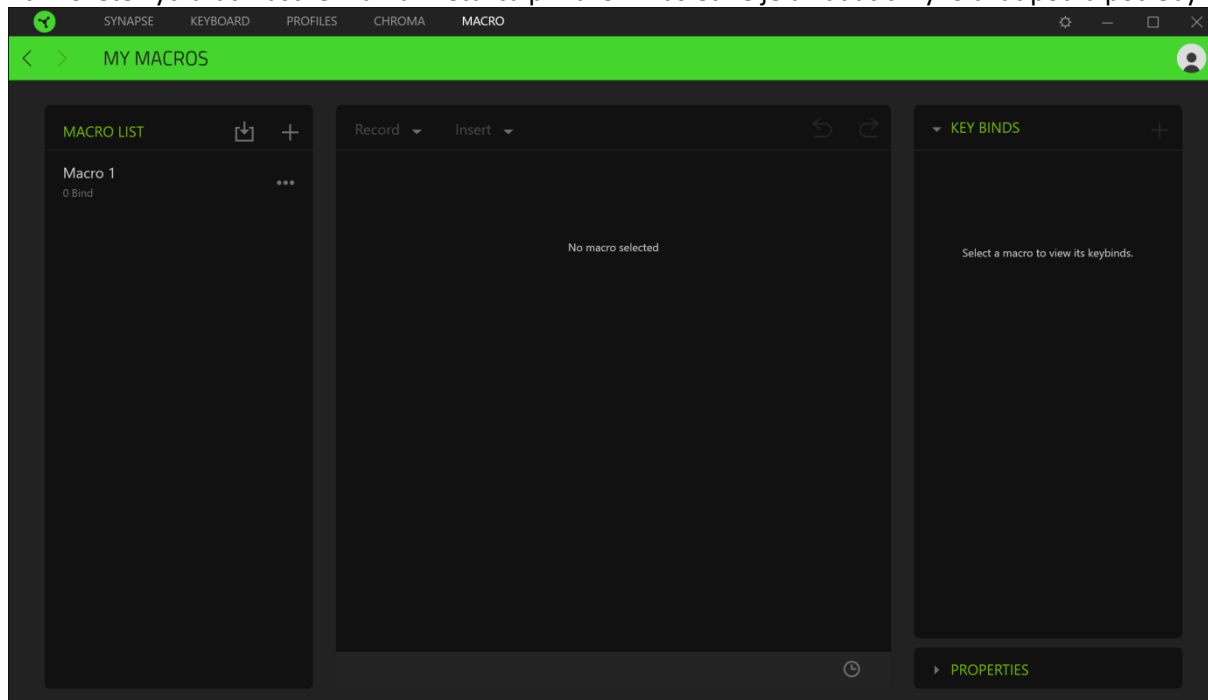 SYNAPSE KEYBOARD PROFILES CHROMA MACRO
MY MACROS
MACRO LIST
Macro 1
0 Bind
Record Insert
No macro selected
KEY BINDS
Select a macro to view its keybinds.
PROPERTIES